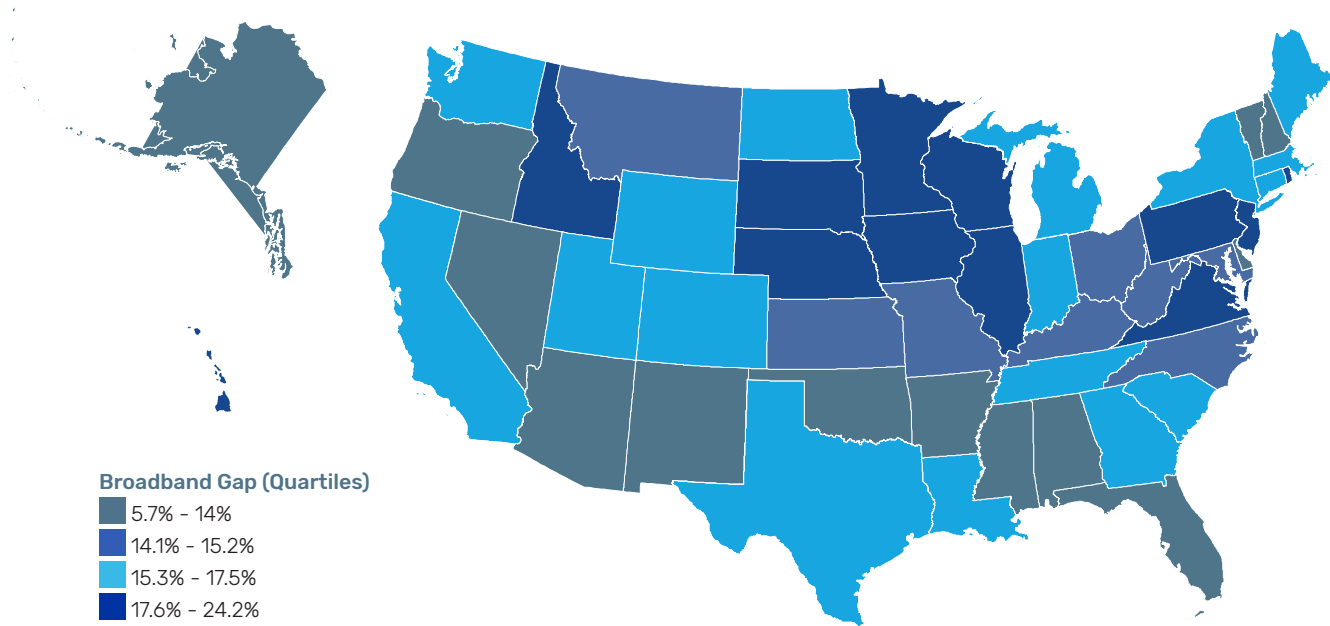 Broadband Gap (Quartiles)
5.7% - 14%
14.1% - 15.2%
15.3% - 17.5%
17.6% - 24.2%